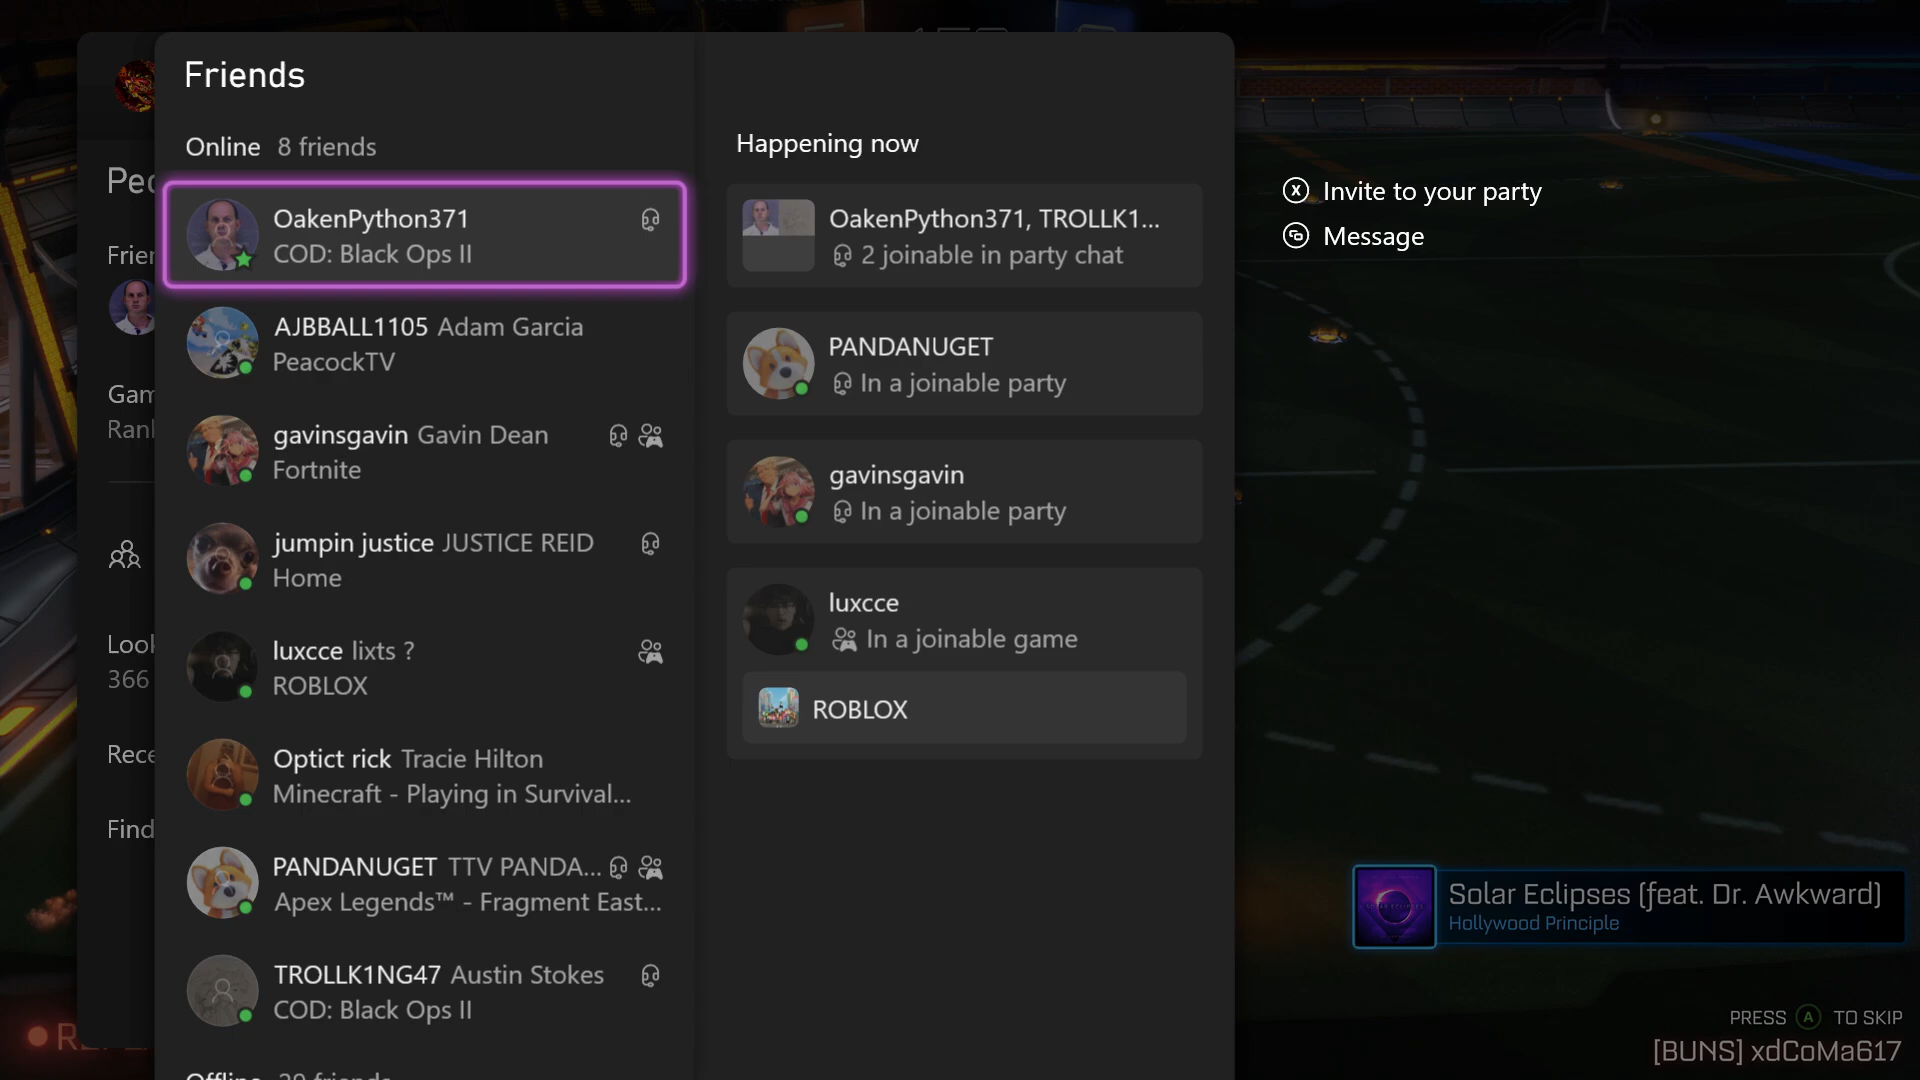 Friends
Online 8 friends
OakenPython371
COD: Black Ops II
AJBBALL1105 Adam Garcia
PeacockTV
gavinsgavin Gavin Dean
Fortnite
jumpin justice JUSTICE REID
Home
luxcce lixts ?
ROBLOX
Optict rick Tracie Hilton
Minecraft - Playing in Survival...
PANDANUGET TTV PANDA...
Apex Legends™ - Fragment East...
TROLLK1NG47 Austin Stokes
COD: Black Ops II
Happening now
OakenPython371, TROLLK1...
2 joinable in party chat
PANDANUGET
In a joinable party
gavinsgavin
In a joinable party
luxcce
In a joinable game
ROBLOX
X Invite to your party
Message
Look
366
Find
Solar Eclipses (feat. Dr. Awkward)
Hollywood Principle
PRESS A TO SKIP
[BUNS] xdCoMa617